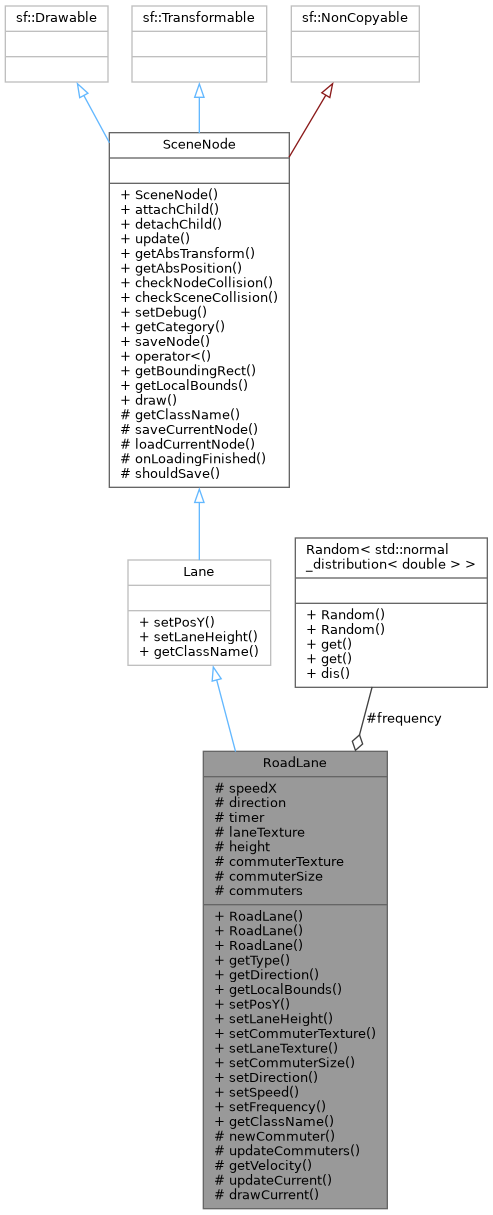 sf::Drawable
sf::Transformable
sf::NonCopyable
SceneNode
+ SceneNode()
+ attachChild()
+ detachChild()
+ update()
+ getAbsTransform()
+ getAbsPosition()
+ checkNodeCollision()
+ checkSceneCollision()
+ setDebug()
+ getCategory()
+ saveNode()
+ operator<()
+ getBoundingRect()
+ getLocalBounds()
+ draw()
# getClassName()
# saveCurrentNode()
# loadCurrentNode()
# onLoadingFinished()
# shouldSave()
Lane
+ setPosY()
+ setLaneHeight()
+ getClassName()
Random< std::normal
_distribution< double > >
+ Random()
+ Random()
+ get()
+ get()
+ dis()
#frequency
RoadLane
# speedX
# direction
# timer
# laneTexture
# height
# commuterTexture
# commuterSize
# commuters
+ RoadLane()
+ RoadLane()
+ RoadLane()
+ getType()
+ getDirection()
+ getLocalBounds()
+ setPosY()
+ setLaneHeight()
+ setCommuterTexture()
+ setLaneTexture()
+ setCommuterSize()
+ setDirection()
+ setSpeed()
+ setFrequency()
+ getClassName()
# newCommuter()
# updateCommuters()
# getVelocity()
# updateCurrent()
# drawCurrent()